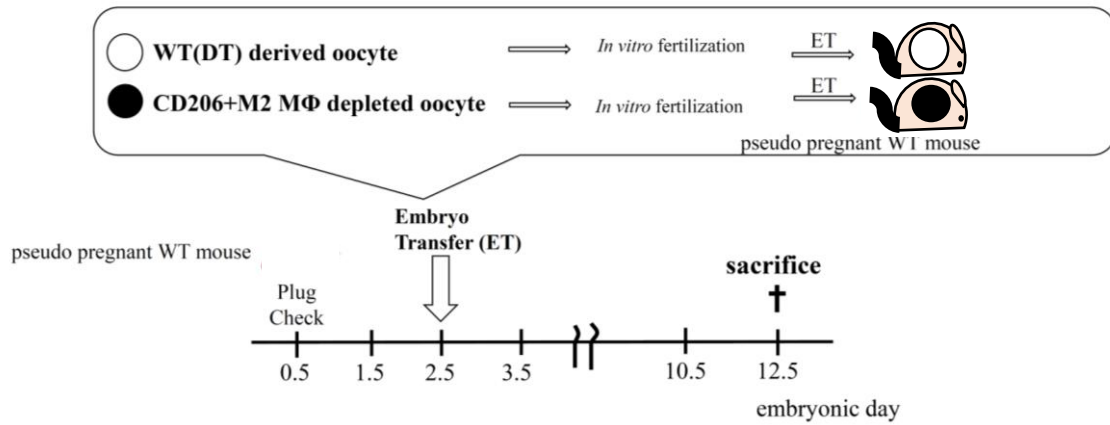 WT(DT) derived oocyte
In vitro fertilization
ET
CD206+M2 MΦ depleted oocyte
In vitro fertilization
ET
pseudo pregnant WT mouse
Embryo
Transfer (ET)
pseudo pregnant WT mouse
sacrifice
Plug
Check
0.5
1.5
2.5
3.5
10.5
12.5
embryonic day